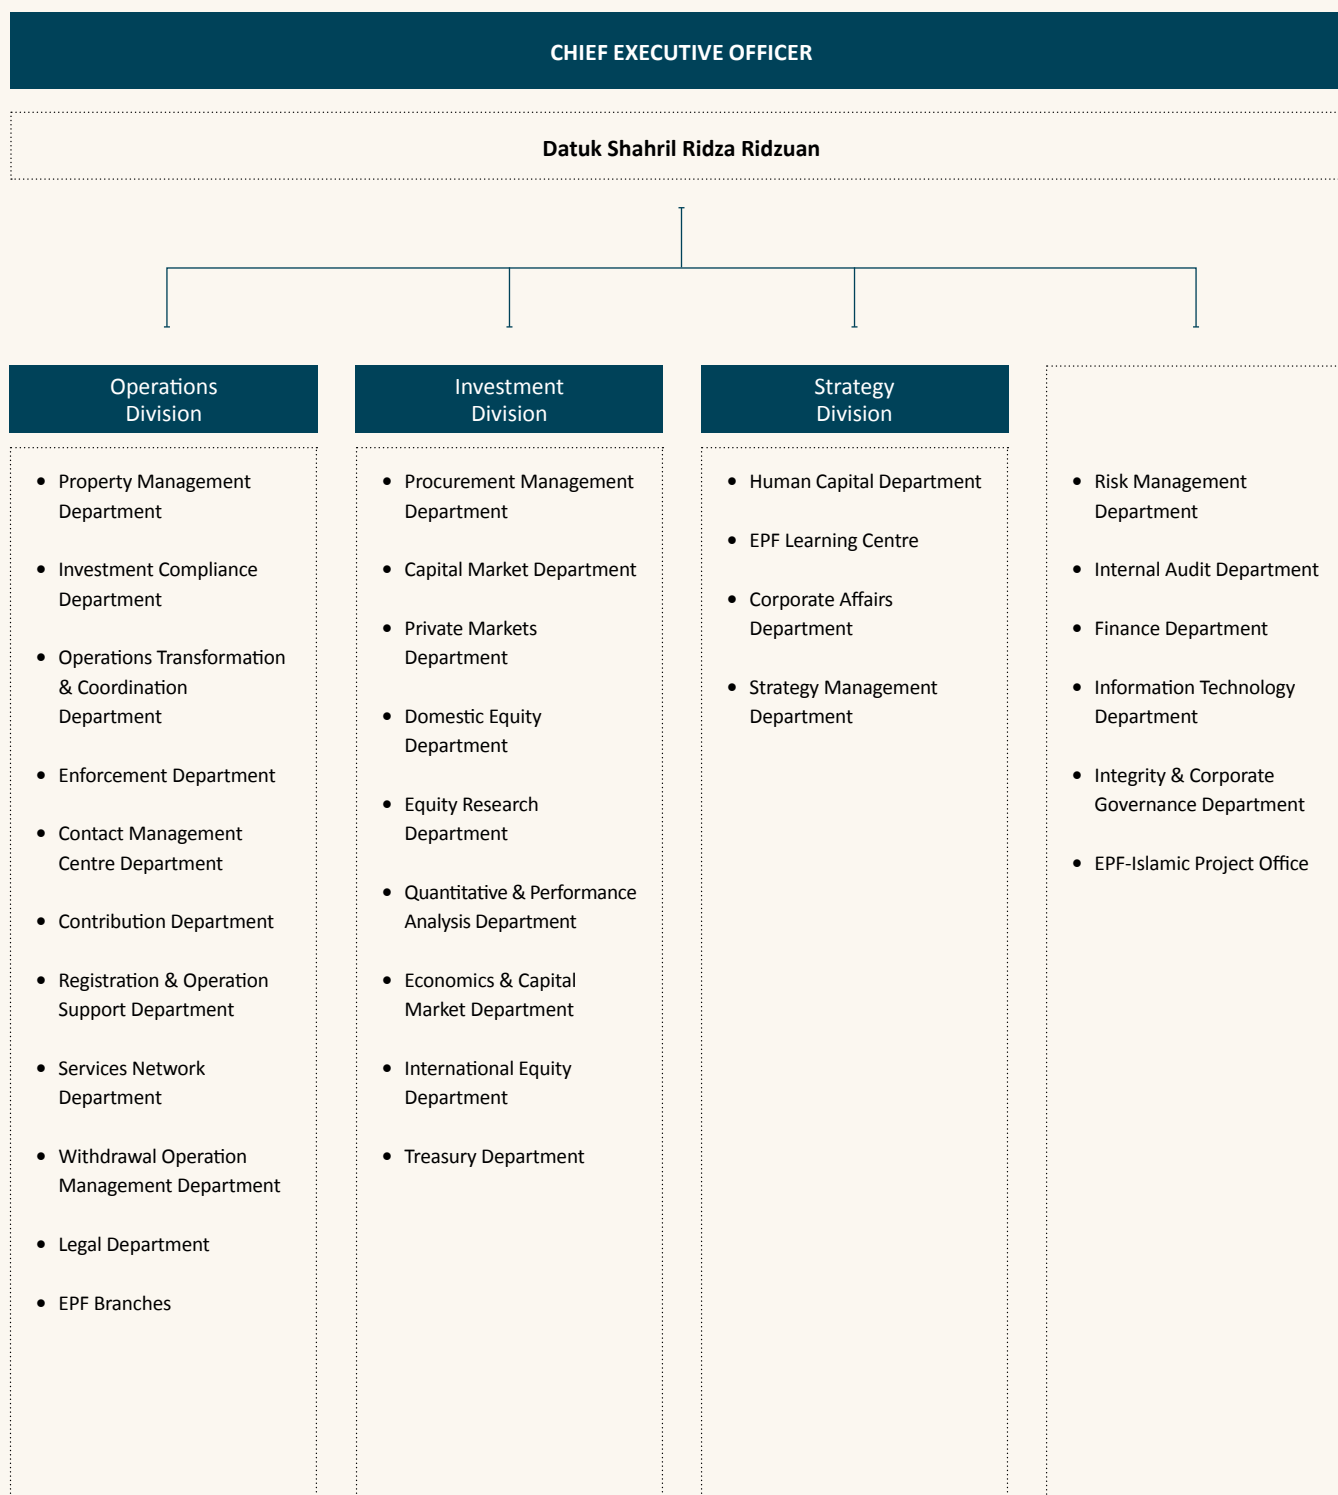 CHIEF EXECUTIVE OFFICER
Datuk Shahril Ridza Ridzuan
Operations
Division
• Property Management
Department
• Investment Compliance
Department
• Operations Transformation
& Coordination
Department
• Enforcement Department
• Contact Management
Centre Department
• Contribution Department
• Registration & Operation
Support Department
• Services Network
Department
• Withdrawal Operation
Management Department
• Legal Department
• EPF Branches
Investment
Division
• Procurement Management
Department
• Capital Market Department
• Private Markets
Department
• Domestic Equity
Department
• Equity Research
Department
• Quantitative & Performance
Analysis Department
• Economics & Capital
Market Department
• International Equity
Department
• Treasury Department
Strategy
Division
• Human Capital Department
• EPF Learning Centre
• Corporate Affairs
Department
• Strategy Management
Department
• Risk Management
Department
• Internal Audit Department
• Finance Department
• Information Technology
Department
• Integrity & Corporate
Governance Department
• EPF-Islamic Project Office